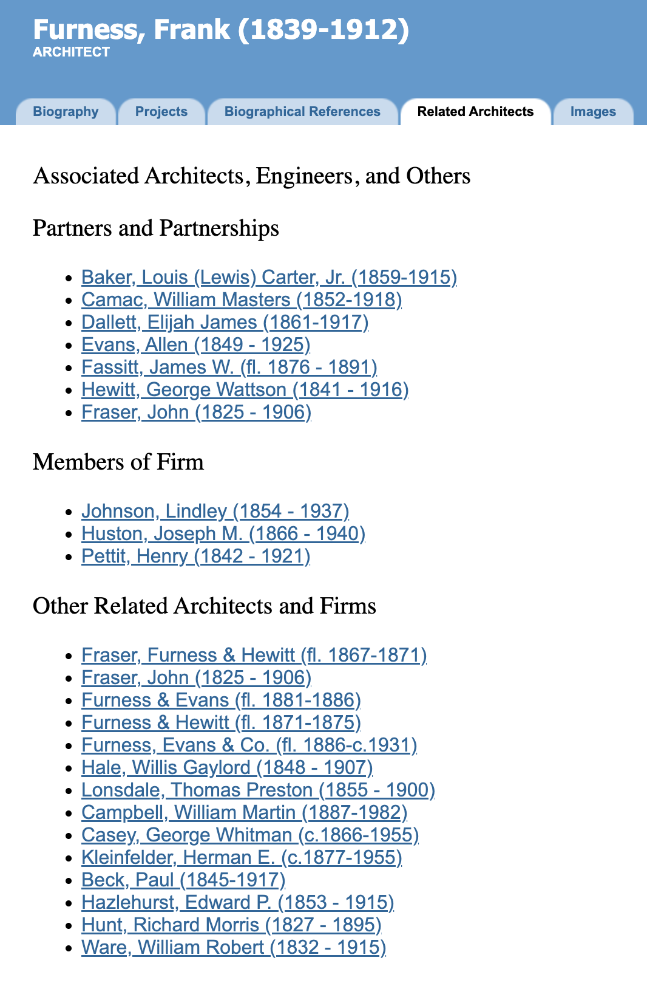 Furness, Frank (1839-1912)
ARCHITECT
Biography Projects Biographical References Related Architects Images
Associated Architects, Engineers, and Others
Partners and Partnerships
• Baker, Louis (Lewis) Carter, Jr. (1859-1915)
• Camac, William Masters (1852-1918)
• Dallett, Elijah James (1861-1917)
• Evans, Allen (1849 - 1925)
• Fassitt, James W. (fl. 1876 - 1891)
• Hewitt, George Wattson (1841 - 1916)
• Fraser, John (1825 - 1906)
Members of Firm
• Johnson, Lindley (1854 - 1937)
• Huston, Joseph M. (1866 - 1940)
• Pettit, Henry (1842 - 1921)
Other Related Architects and Firms
• Fraser, Furness & Hewitt (fl. 1867-1871)
• Fraser, John (1825 - 1906)
• Furness & Evans (fl. 1881-1886)
• Furness & Hewitt (fl. 1871-1875)
• Furness, Evans & Co. (fl. 1886-c.1931)
• Hale, Willis Gaylord (1848 - 1907)
• Lonsdale, Thomas Preston (1855 - 1900)
• Campbell, William Martin (1887-1982)
• Casey, George Whitman (c.1866-1955)
• Kleinfelder, Herman E. (c.1877-1955)
• Beck, Paul (1845-1917)
• Hazlehurst, Edward P. (1853 - 1915)
• Hunt, Richard Morris (1827 - 1895)
• Ware, William Robert (1832 - 1915)